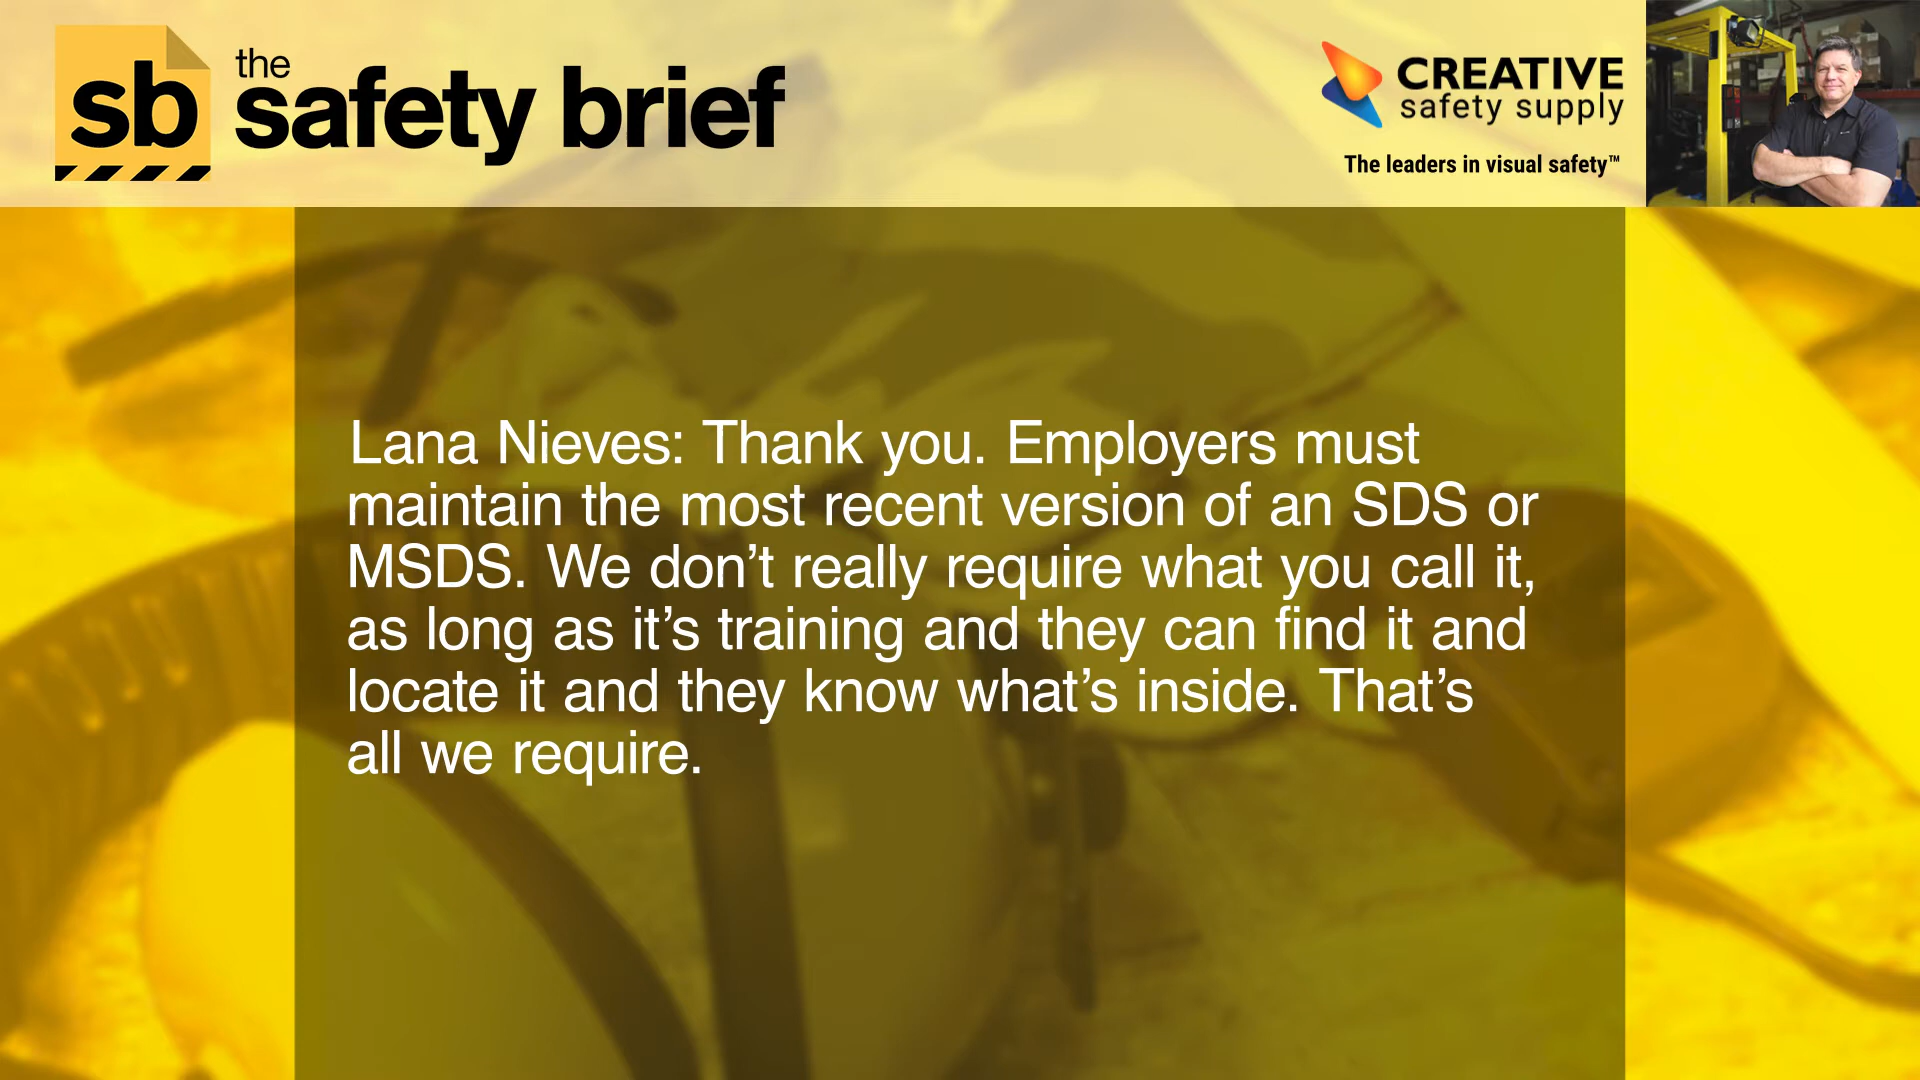 sb
the
safety brief
CREATIVE
safety supply
The leaders in visual safety™
Lana Nieves: Thank you. Employers must
maintain the most recent version of an SDS or
MSDS. We don’t really require what you call it,
as long as it’s training and they can find it and
locate it and they know what’s inside. That’s
all we require.